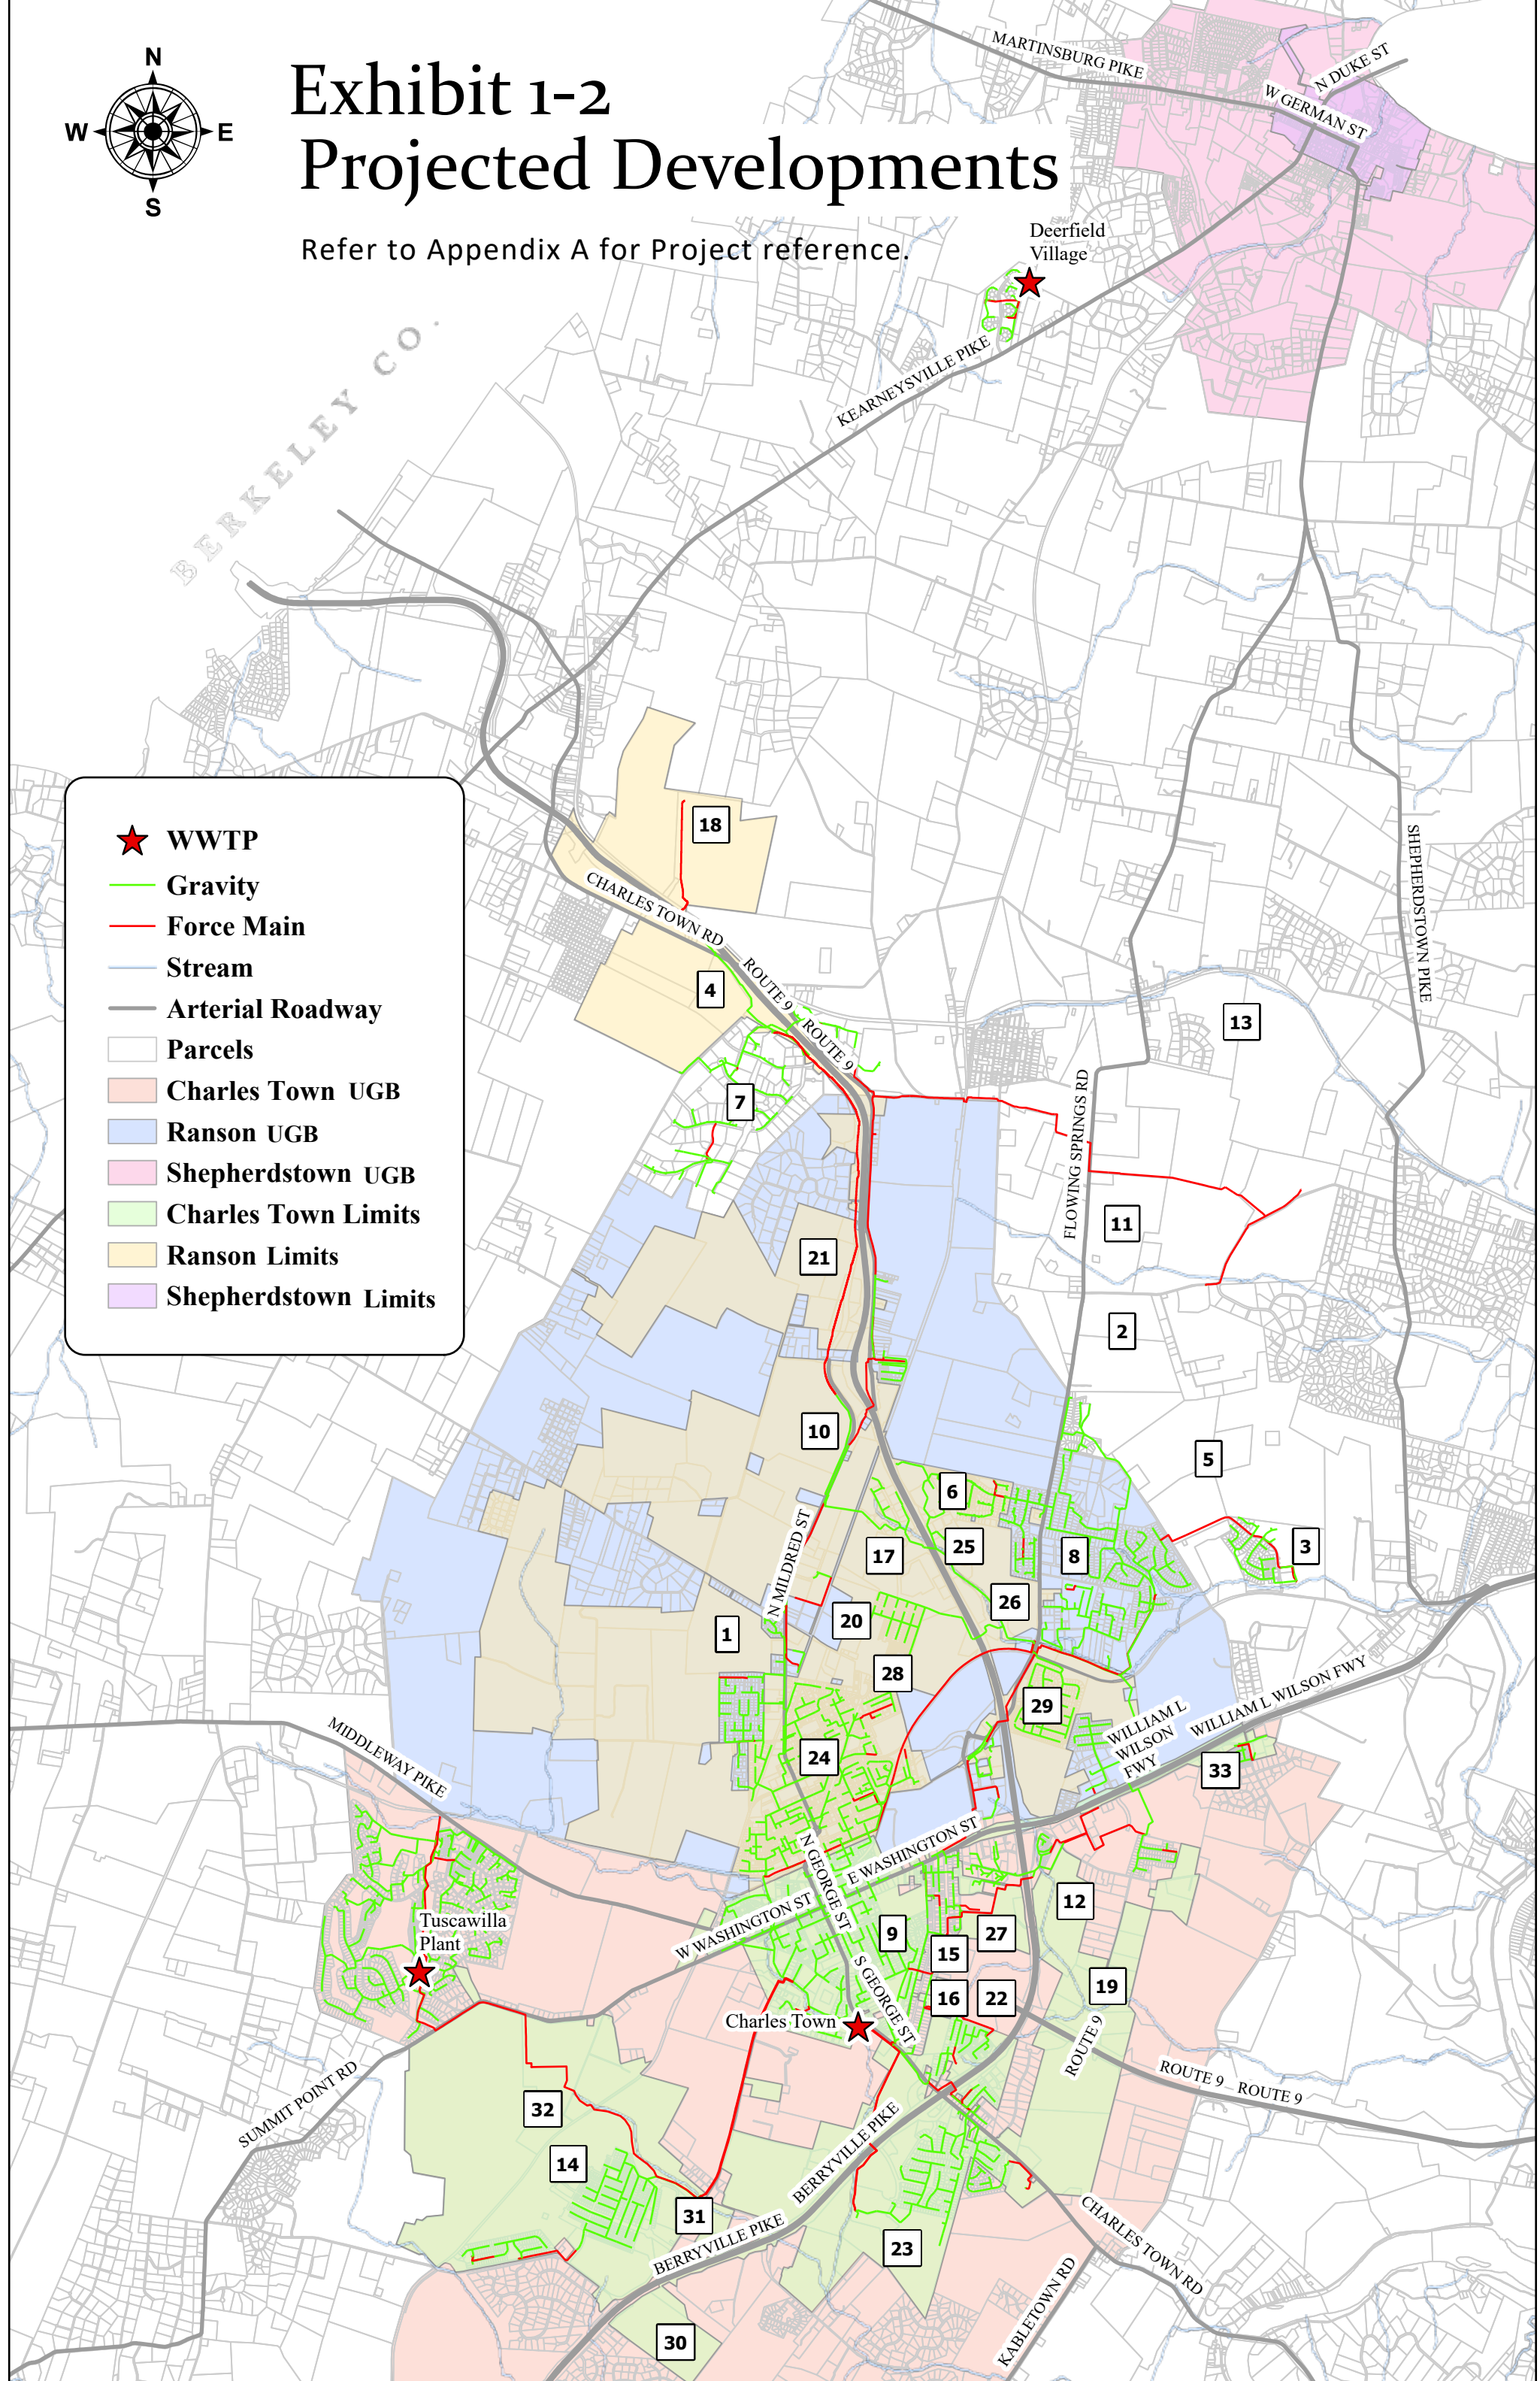 MARTINSBURG PIKE
N DUKE ST
W GERMAN ST
N
W E
S
Exhibit 1-2
Projected Developments
Refer to Appendix A for Project reference.
Deerfield
Village
KEARNEYSVILLE PIKE
BERKELEY CO.
WWTP
Gravity
Force Main
Stream
Arterial Roadway
Parcels
Charles Town UGB
Ranson UGB
Shepherdstown UGB
Charles Town Limits
Ranson Limits
Shepherdstown Limits
18
CHARLES TOWN RD
4
ROUTE 9
ROUTE 9
SHEPHERDSTOWN PIKE
13
7
FLOWING SPRINGS RD
11
21
2
10
5
6
N MILDRED ST
17
25
8
3
26
1
20
28
29
WILLIAM L WILSON FWY
WILLIAM L
WILSON
FWY
MIDDLEWAY PIKE
24
33
N GEORGE ST
E WASHINGTON ST
W WASHINGTON ST
12
Tuscawilla
Plant
9
27
15
S GEORGE ST
19
16
22
Charles Town
ROUTE 9
ROUTE 9
ROUTE 9
SUMMIT POINT RD
32
14
BERRYVILLE PIKE
31
BERRYVILLE PIKE
23
CHARLES TOWN RD
KABLETOWN RD
30